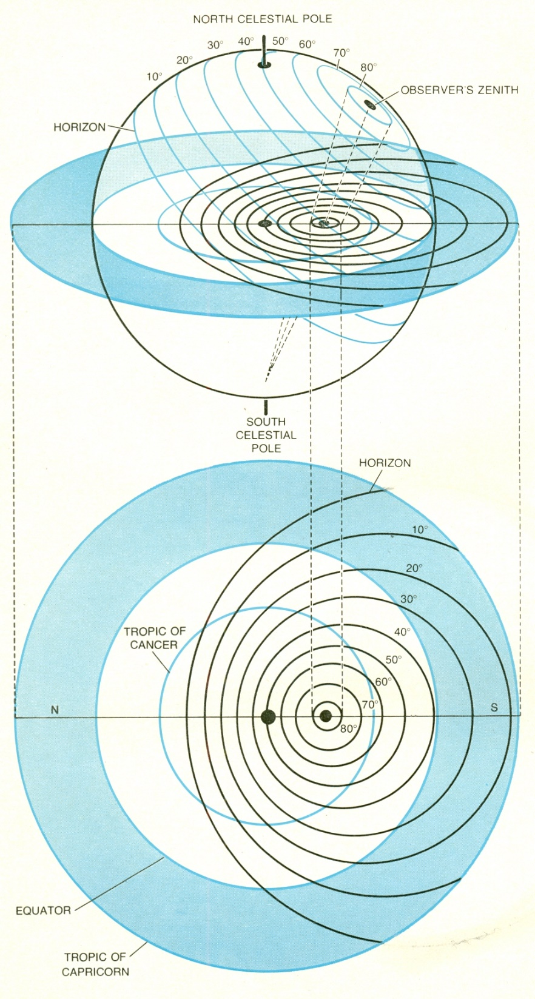 NORTH CELESTIAL POLE
10°
20°
30°
40°
50°
60°
70°
80°
OBSERVER'S ZENITH
HORIZON
SOUTH
CELESTIAL
POLE
HORIZON
10°
20°
30°
40°
50°
60°
70°
80°
TROPIC OF
CANCER
N
S
EQUATOR
TROPIC OF
CAPRICORN